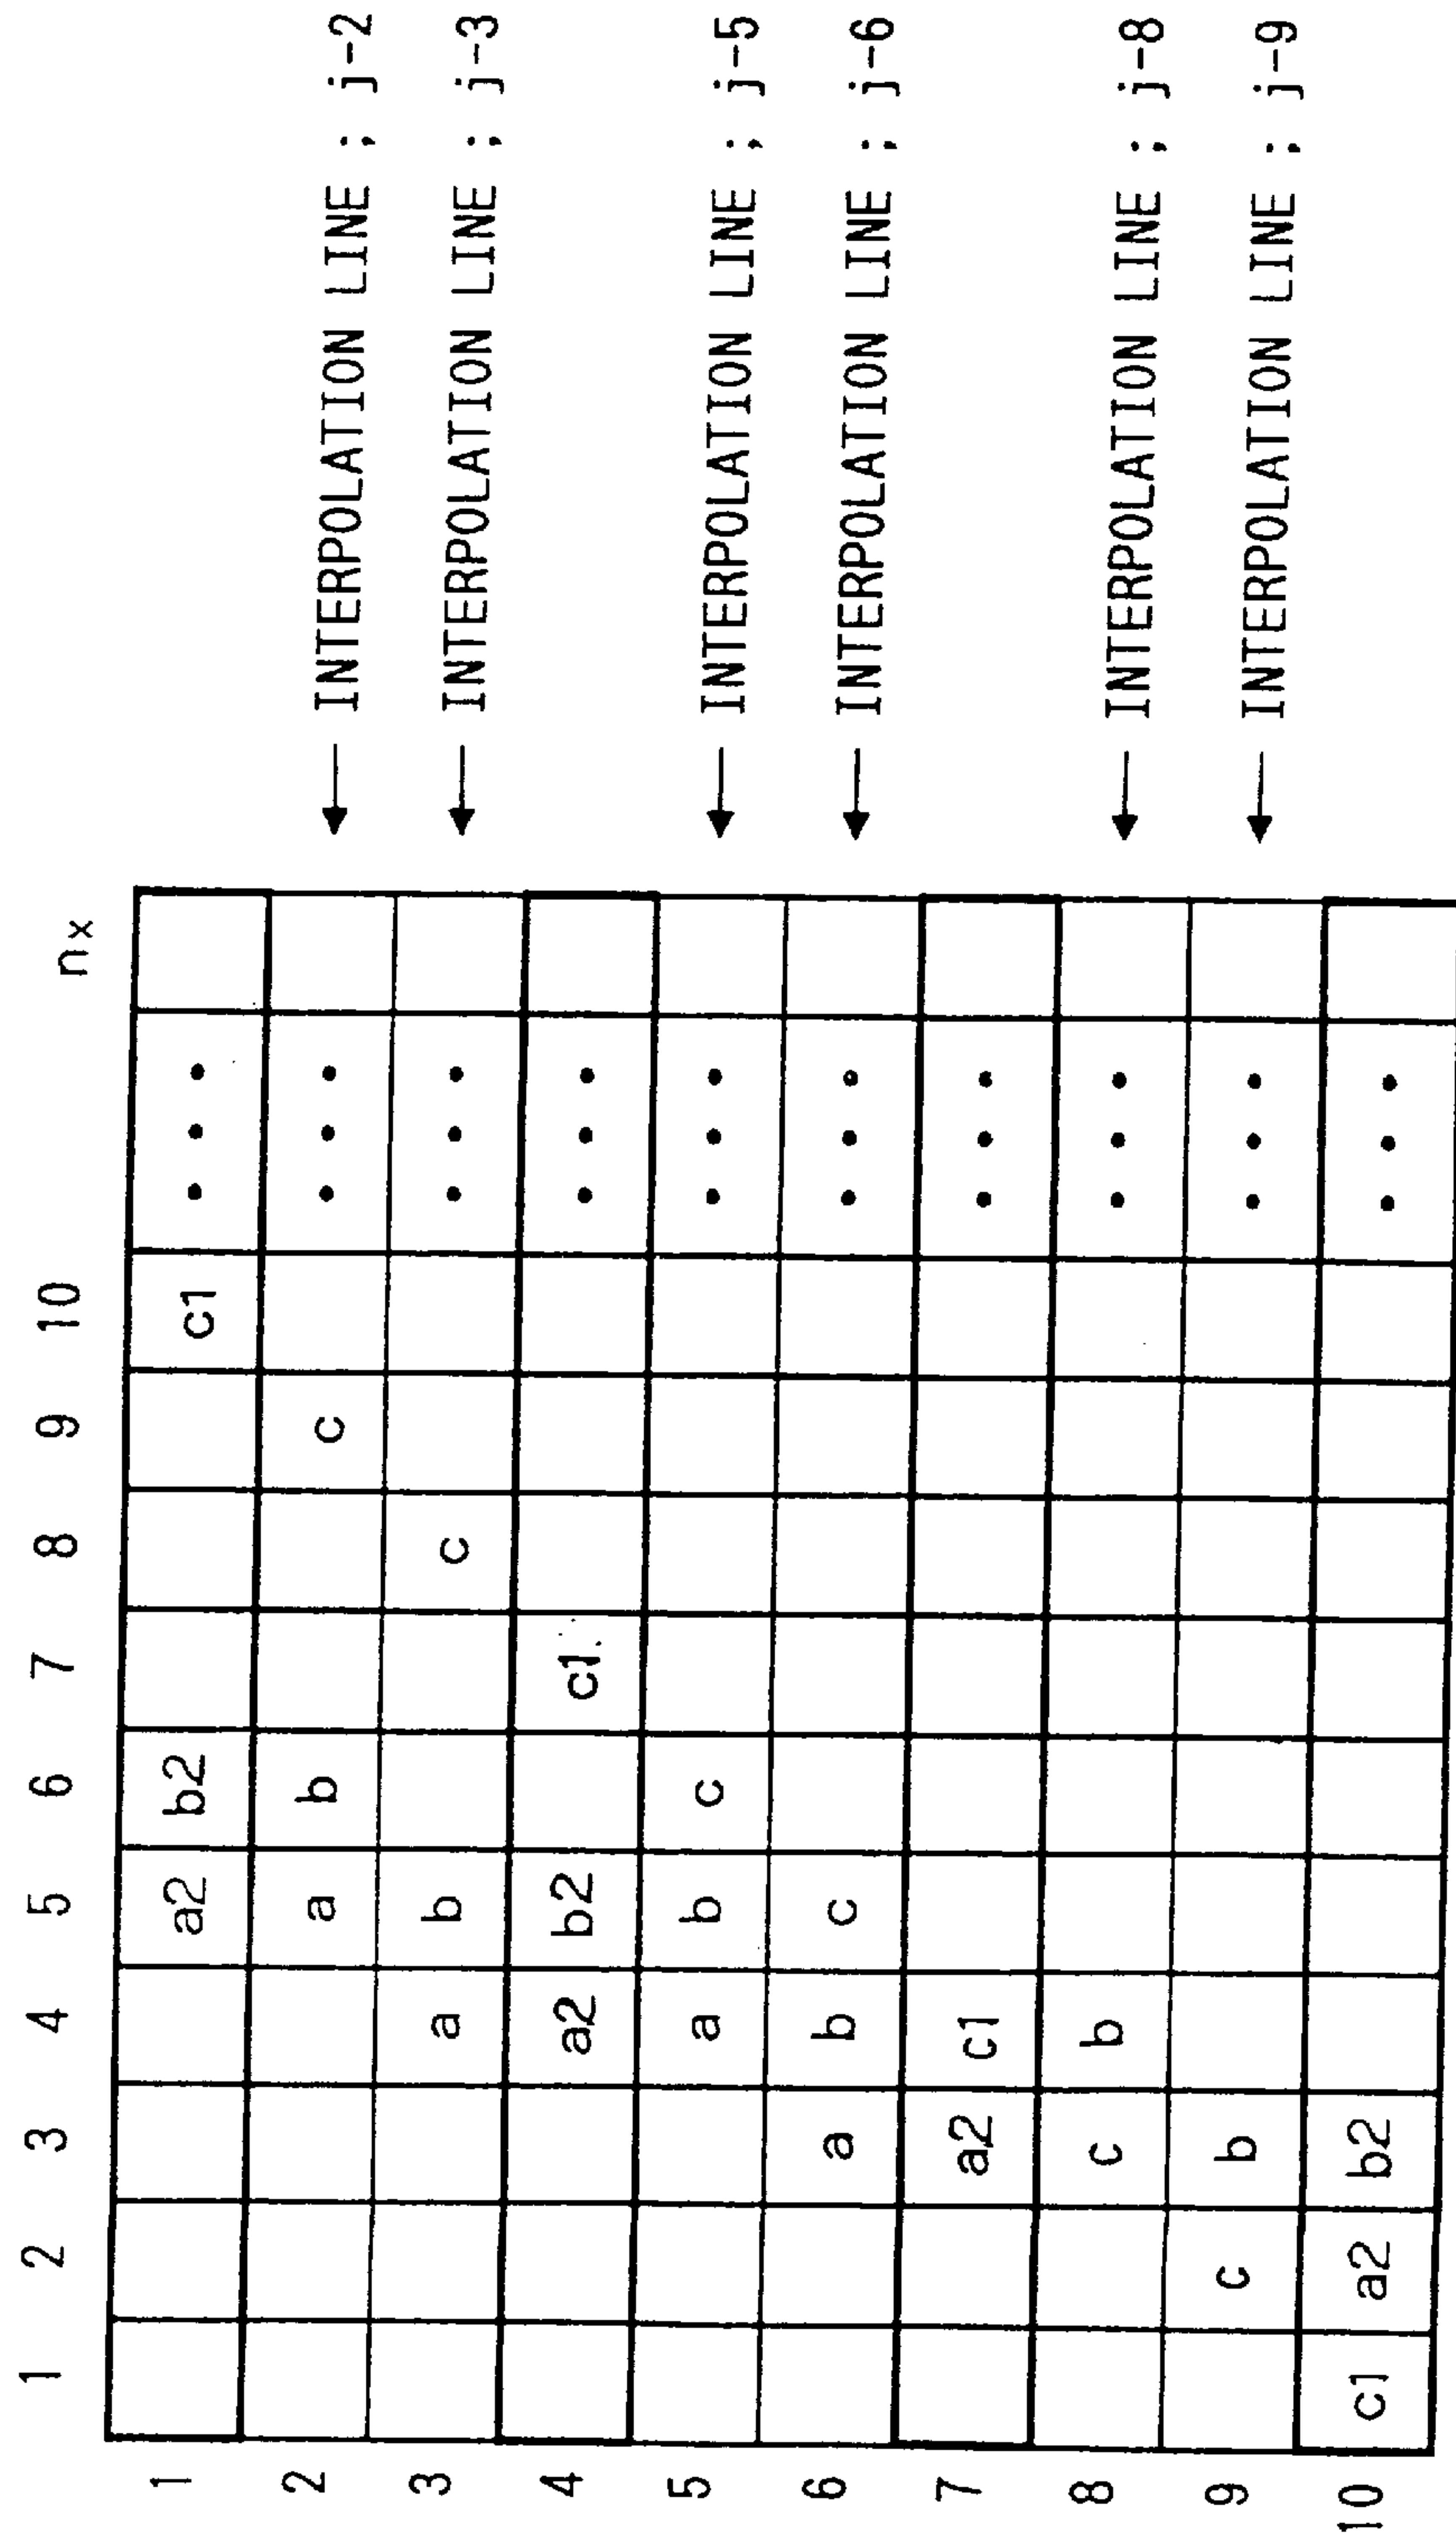 1 2 3 4 5 6 7 8 9 10 nx
1 a2 b2 c1 • • •
2 a b c • • • ← INTERPOLATION LINE ; j-2
3 a b c • • • ← INTERPOLATION LINE ; j-3
4 a2 b2 c1 • • •
5 a b c • • • ← INTERPOLATION LINE ; j-5
6 a b c • • • ← INTERPOLATION LINE ; j-6
7 a2 c1 • • •
8 c b • • • ← INTERPOLATION LINE ; j-8
9 c b • • • ← INTERPOLATION LINE ; j-9
10 c1 a2 b2 • • •